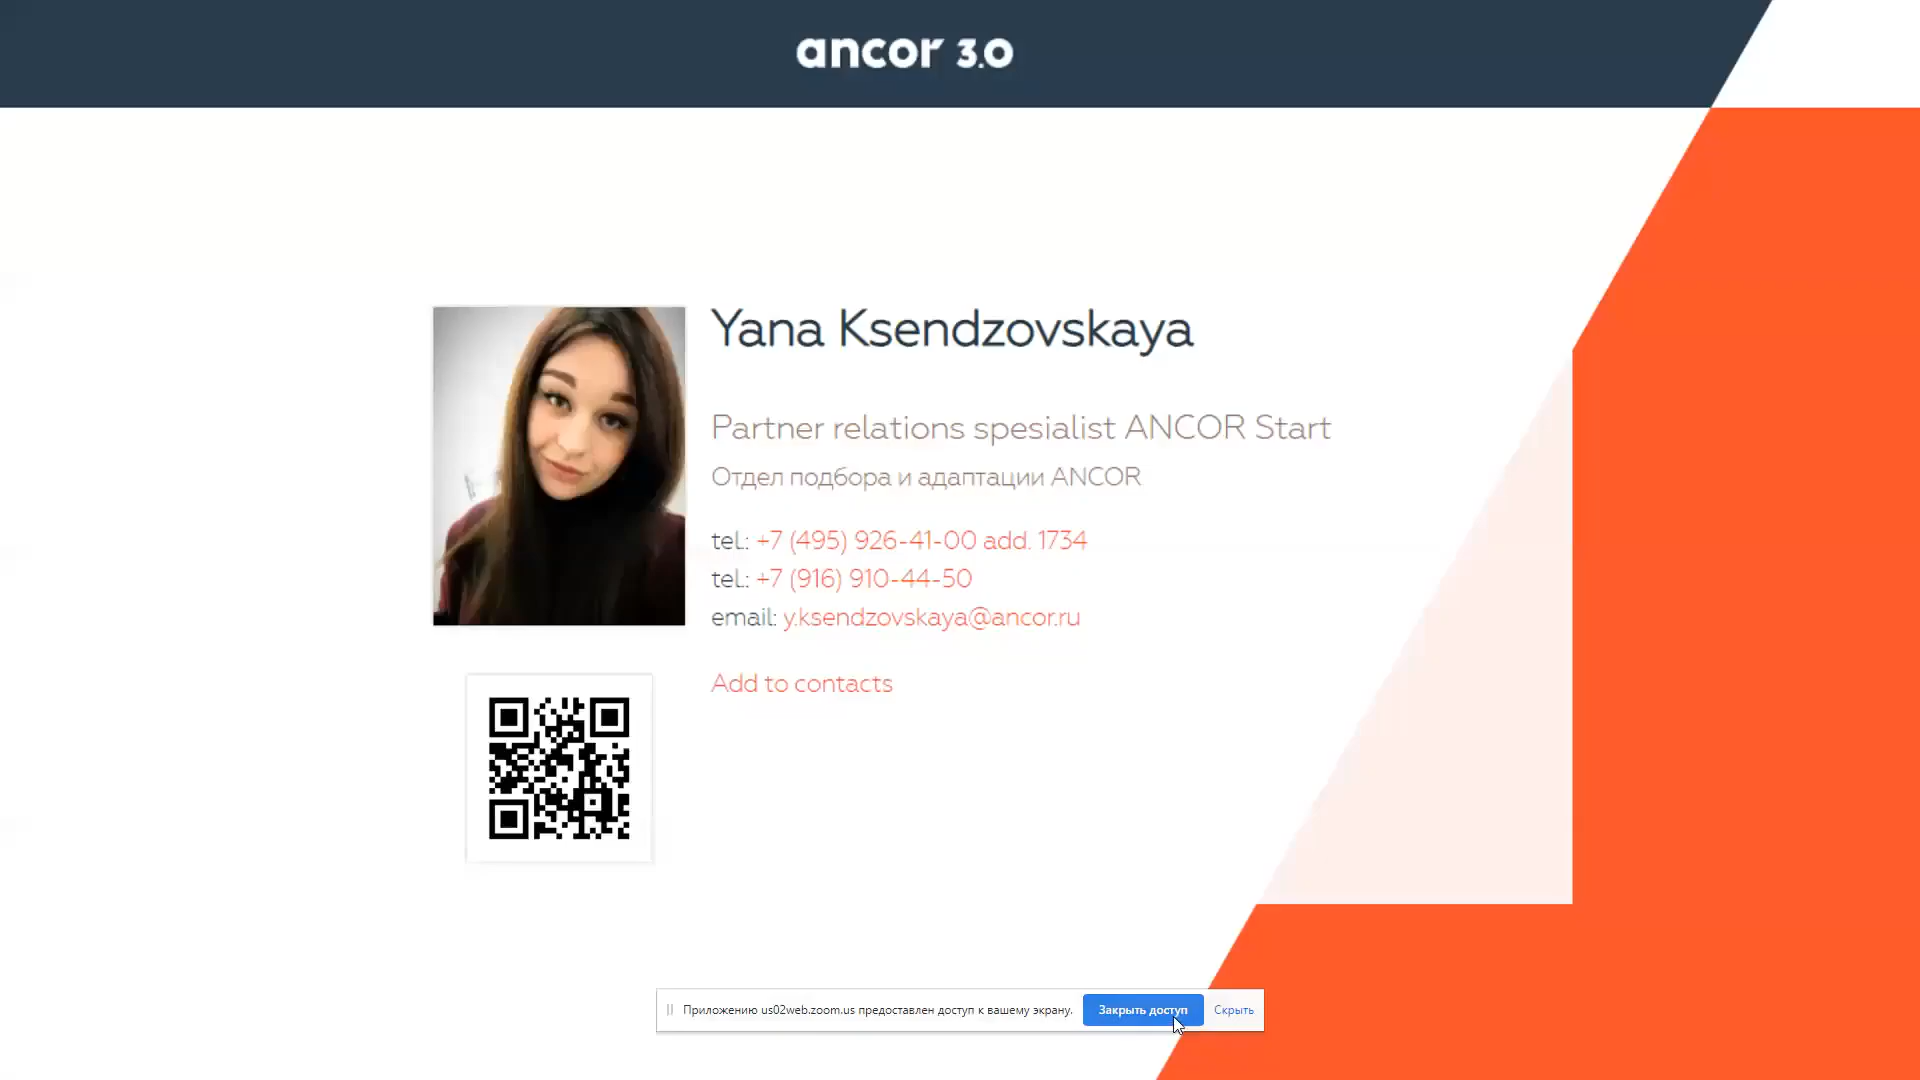 ancor 3.0
Yana Ksendzovskaya
Partner relations spesialist ANCOR Start
Отдел подбора и адаптации ANCOR
tel.: +7 (495) 926-41-00 add. 1734
tel.: +7 (916) 910-44-50
email: y.ksendzovskaya@ancor.ru
Add to contacts
Приложению us02web.zoom.us предоставлен доступ к вашему экрану. Закрыть доступ Скрыть